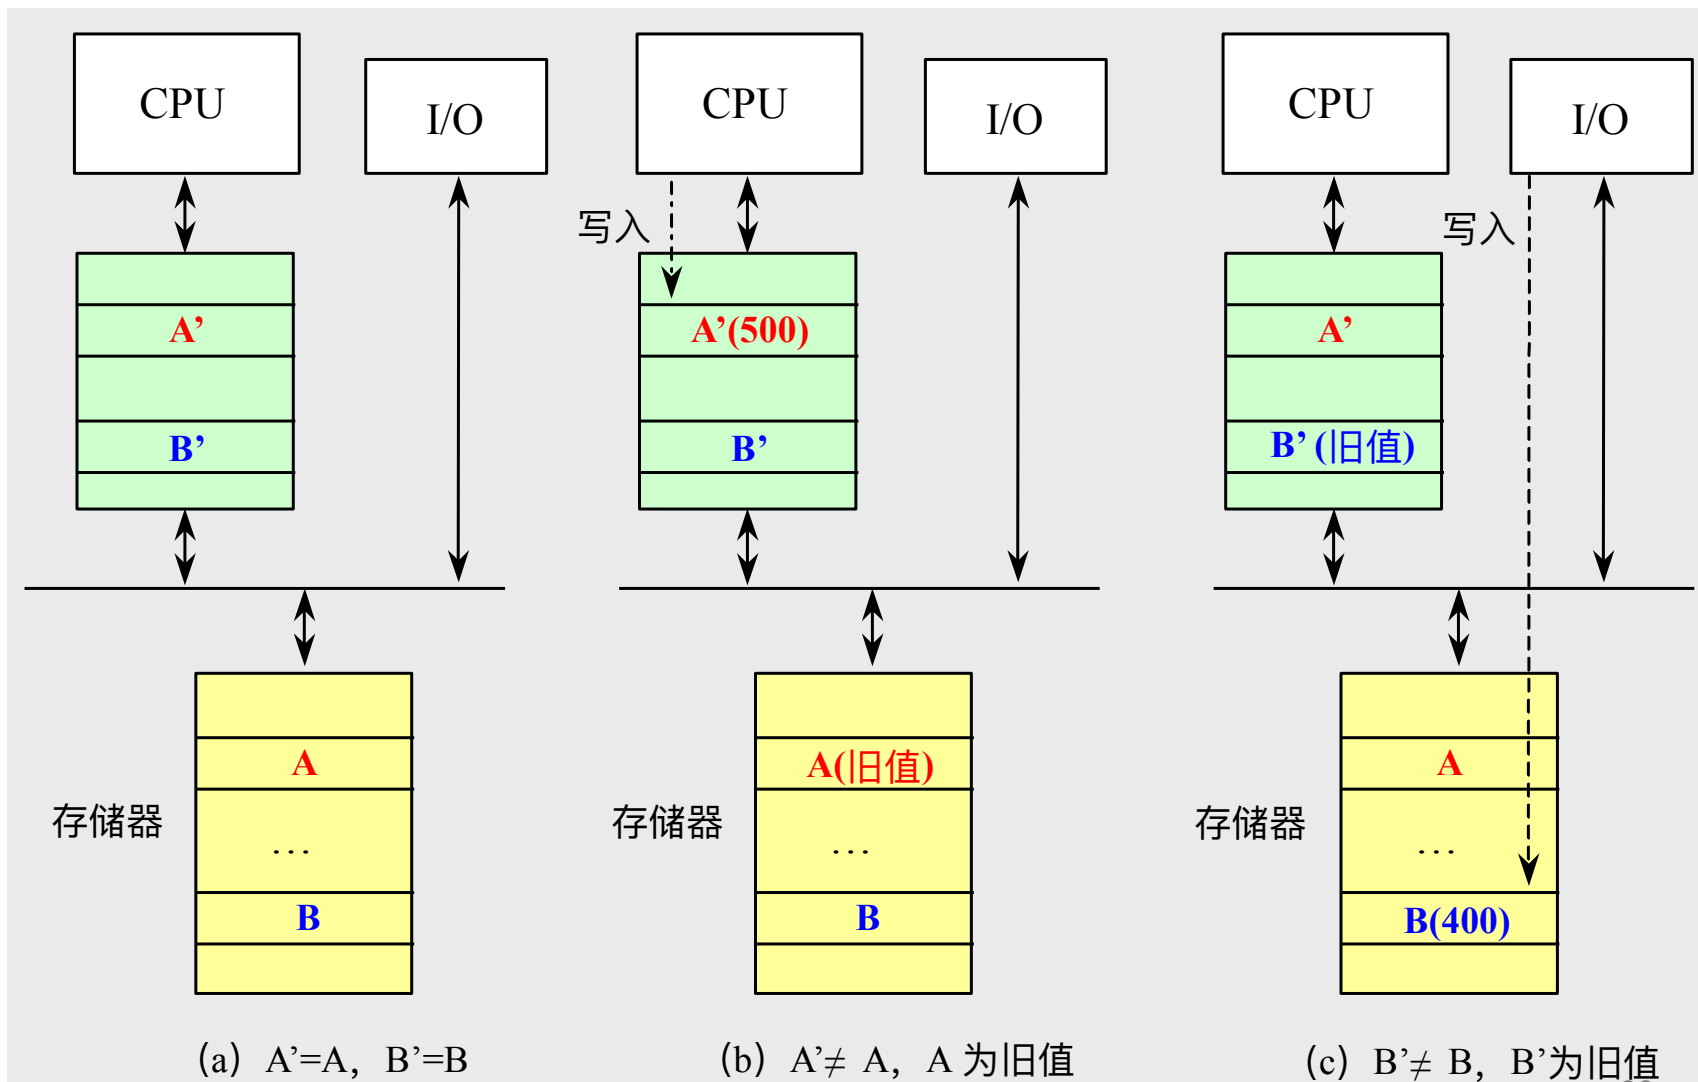 CPU
I/O
A’
B’
存储器
A
...
B
(a) A’=A，B’=B
CPU
I/O
写入
A’(500)
B’
存储器
A(旧值)
...
B
(b) A’≠ A，A 为旧值
CPU
I/O
写入
A’
B’ (旧值)
存储器
A
...
B(400)
(c) B’≠ B，B’为旧值